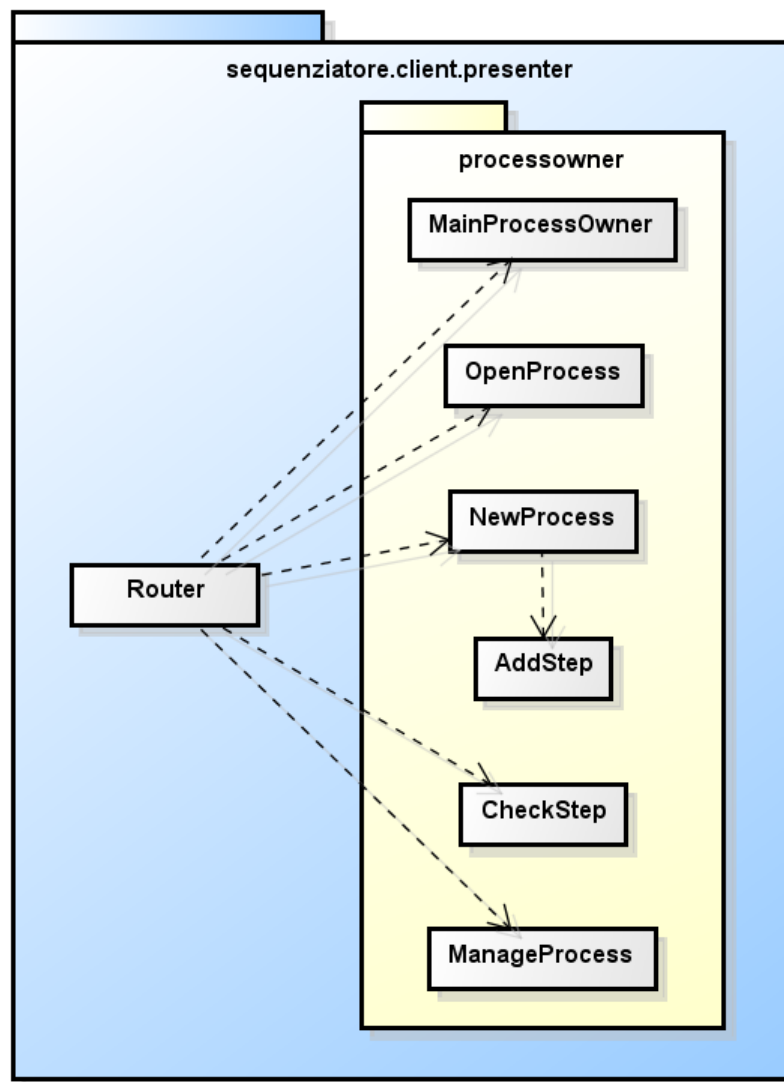 sequenziatore.client.presenter
processowner
MainProcessOwner
OpenProcess
NewProcess
Router
AddStep
CheckStep
ManageProcess